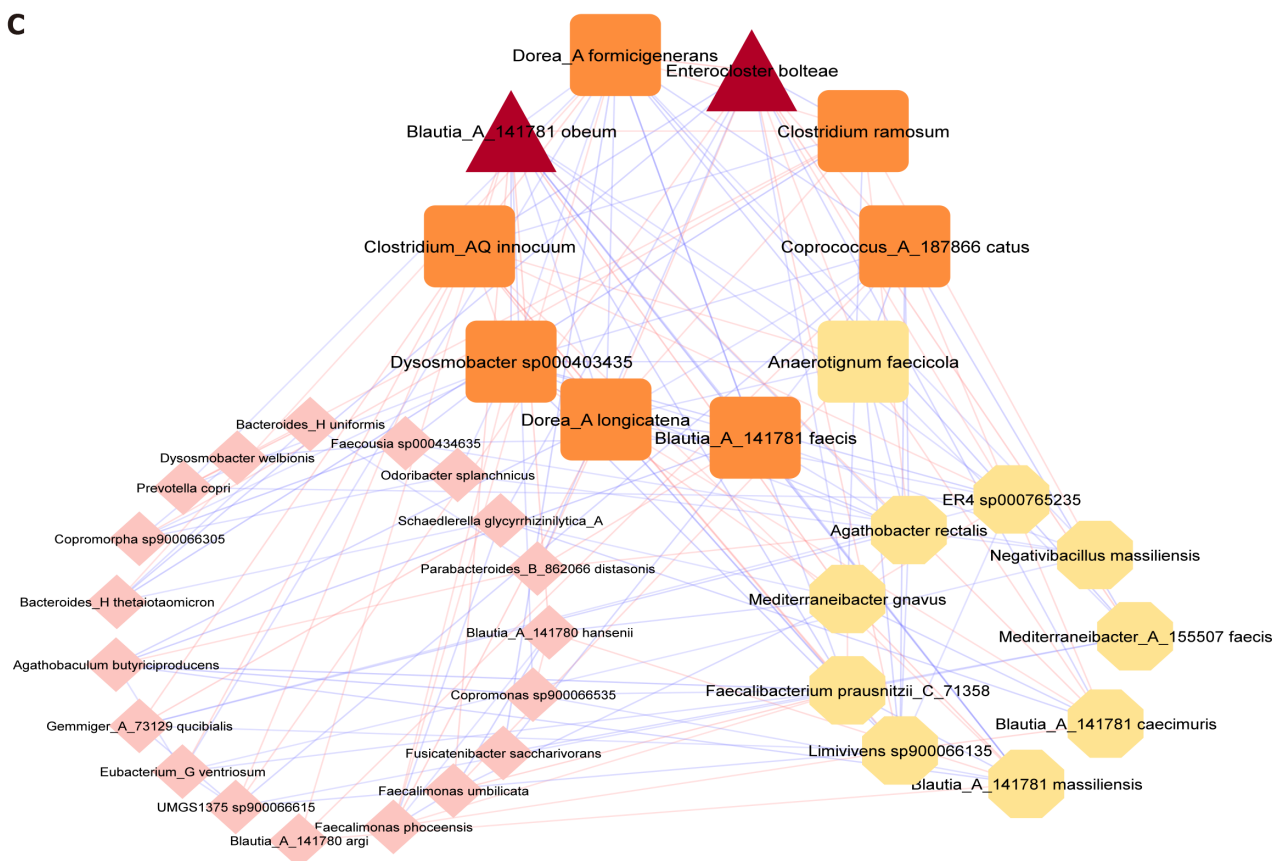 C
Dorea_A formicigenerans
Enterocloster bolteae
Blautia_A_141781 obeum
Clostridium ramosum
Clostridium_AQ innocuum
Coprococcus_A_187866 catus
Dysosmobacter sp000403435
Anaerotignum faecicola
Dorea_A longicatena
Blautia_A_141781 faecis
Bacteroides_H uniformis
Faecousia sp000434635
Dysosmobacter welbionis
Odoribacter splanchnicus
Prevotella copri
Schaedlerella glycyrrhizinilytica_A
Copromorpha sp900066305
Parabacteroides_B_862066 distasonis
Bacteroides_H thetaiotaomicron
Blautia_A_141780 hansenii
Agathobaculum butyriciproducens
Copromonas sp900066535
Gemmiger_A_73129 qucibialis
Fusicatenibacter saccharivorans
Eubacterium_G ventriosum
Faecalimonas umbilicata
UMGS1375 sp900066615
Faecalimonas phoceensis
Blautia_A_141780 argi
ER4 sp000765235
Agathobacter rectalis
Negativibacillus massiliensis
Mediterraneibacter gnavus
Mediterraneibacter_A_155507 faecis
Faecalibacterium prausnitzii_C_71358
Blautia_A_141781 caecimuris
Limivivens sp900066135
Blautia_A_141781 massiliensis